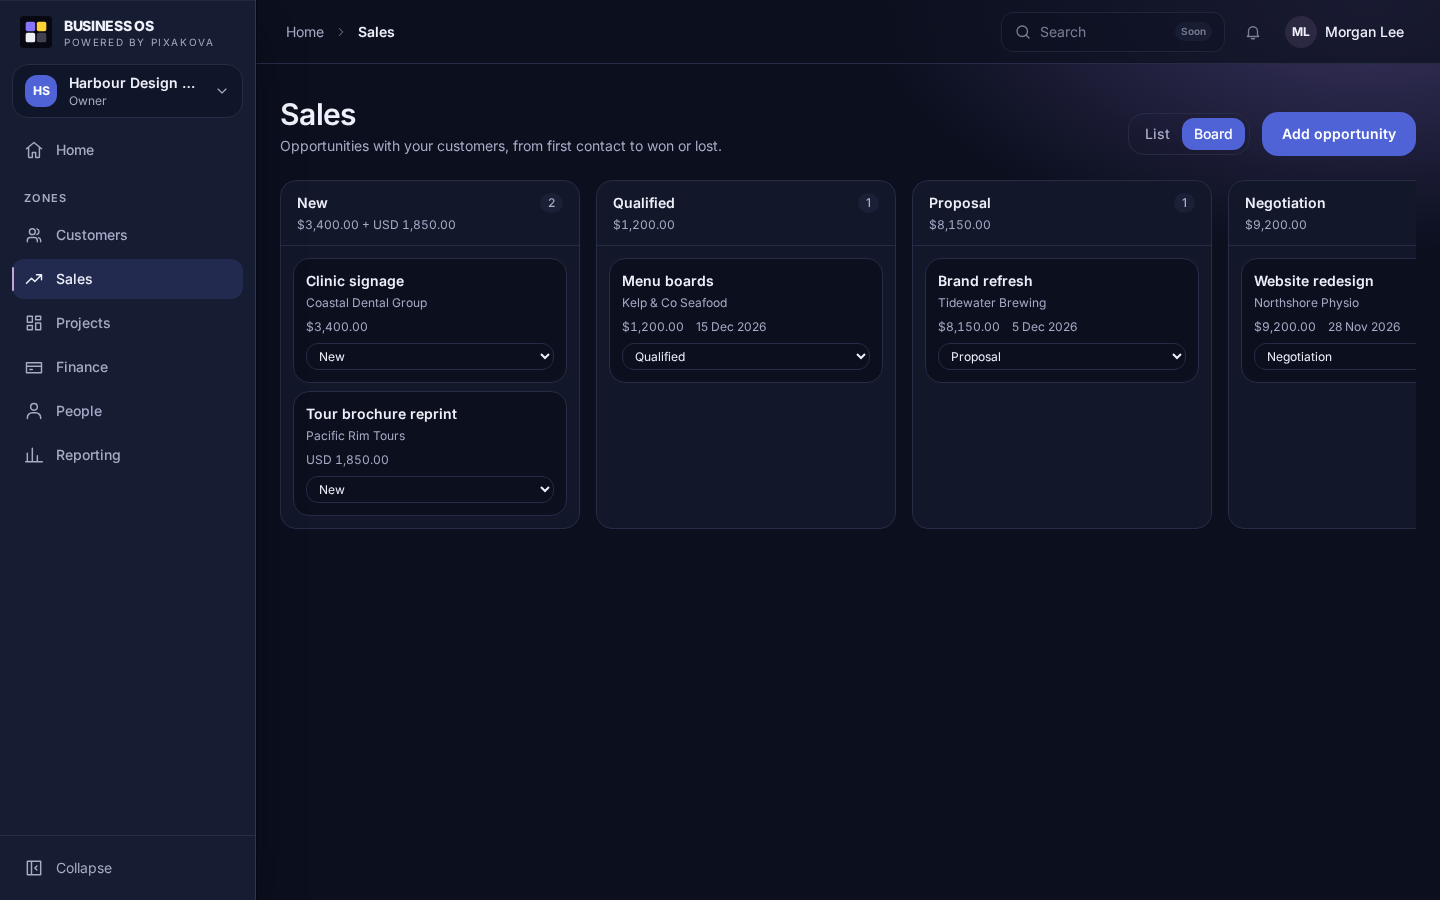 BUSINESS OS
POWERED BY PIXAKOVA
HS
Harbour Design ...
Owner
Home
ZONES
Customers
Sales
Projects
Finance
People
Reporting
Collapse
Home
Sales
Search
Soon
ML
Morgan Lee
Sales
Opportunities with your customers, from first contact to won or lost.
List
Board
Add opportunity
New
2
$3,400.00 + USD 1,850.00
Clinic signage
Coastal Dental Group
$3,400.00
New
Tour brochure reprint
Pacific Rim Tours
USD 1,850.00
New
Qualified
1
$1,200.00
Menu boards
Kelp & Co Seafood
$1,200.00 15 Dec 2026
Qualified
Proposal
1
$8,150.00
Brand refresh
Tidewater Brewing
$8,150.00 5 Dec 2026
Proposal
Negotiation
$9,200.00
Website redesign
Northshore Physio
$9,200.00 28 Nov 2026
Negotiation